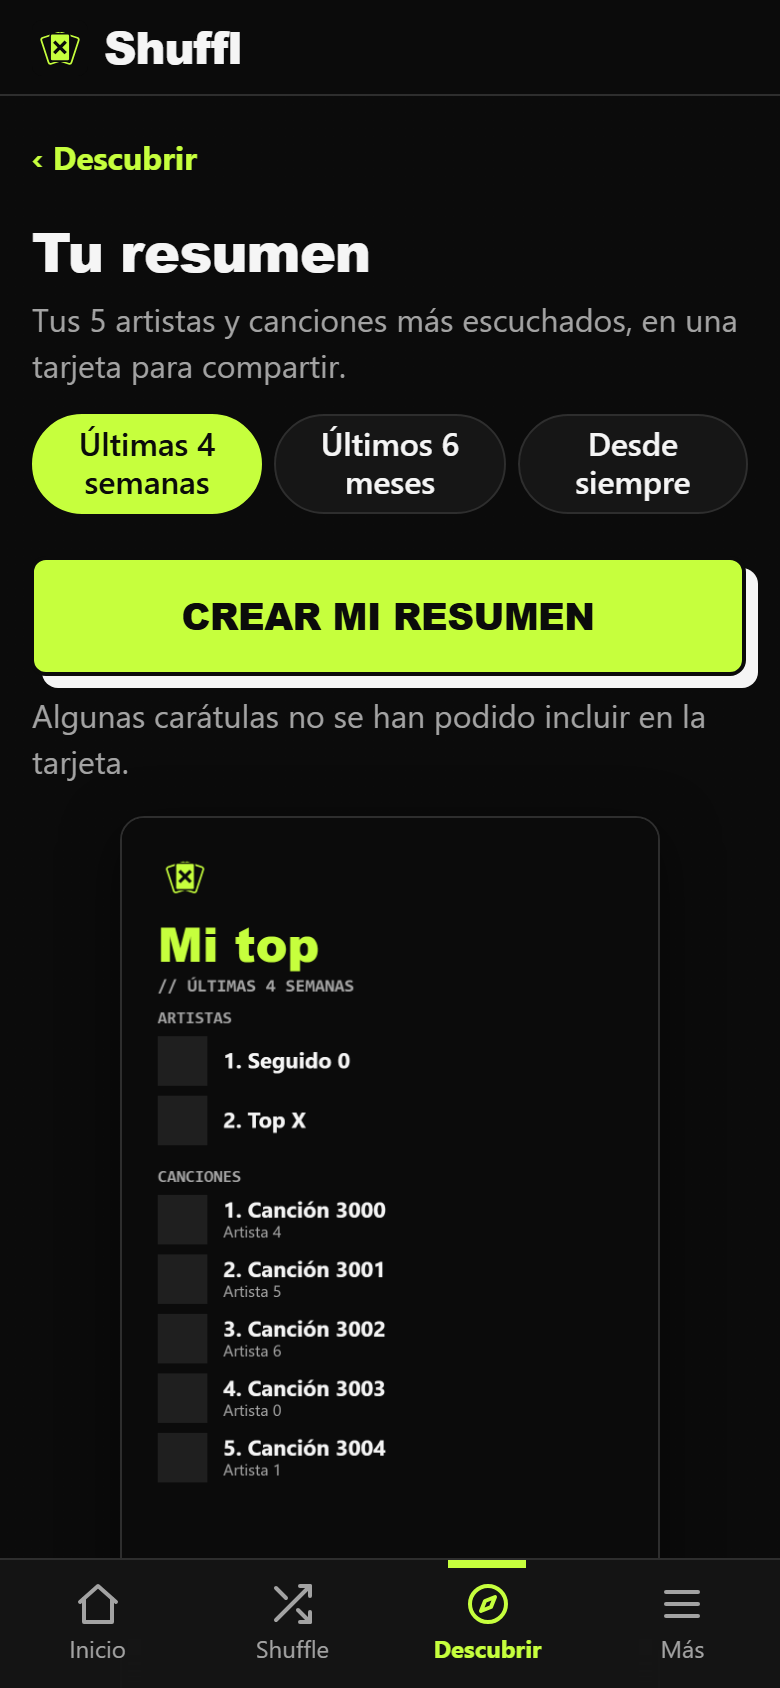 Shuffl
‹ Descubrir
Tu resumen
Tus 5 artistas y canciones más escuchados, en una
tarjeta para compartir.
Últimas 4
semanas
Últimos 6
meses
Desde
siempre
CREAR MI RESUMEN
Algunas carátulas no se han podido incluir en la
tarjeta.
Mi top
// ÚLTIMAS 4 SEMANAS
ARTISTAS
1. Seguido 0
2. Top X
CANCIONES
1. Canción 3000
Artista 4
2. Canción 3001
Artista 5
3. Canción 3002
Artista 6
4. Canción 3003
Artista 0
5. Canción 3004
Artista 1
Inicio
Shuffle
Descubrir
Más